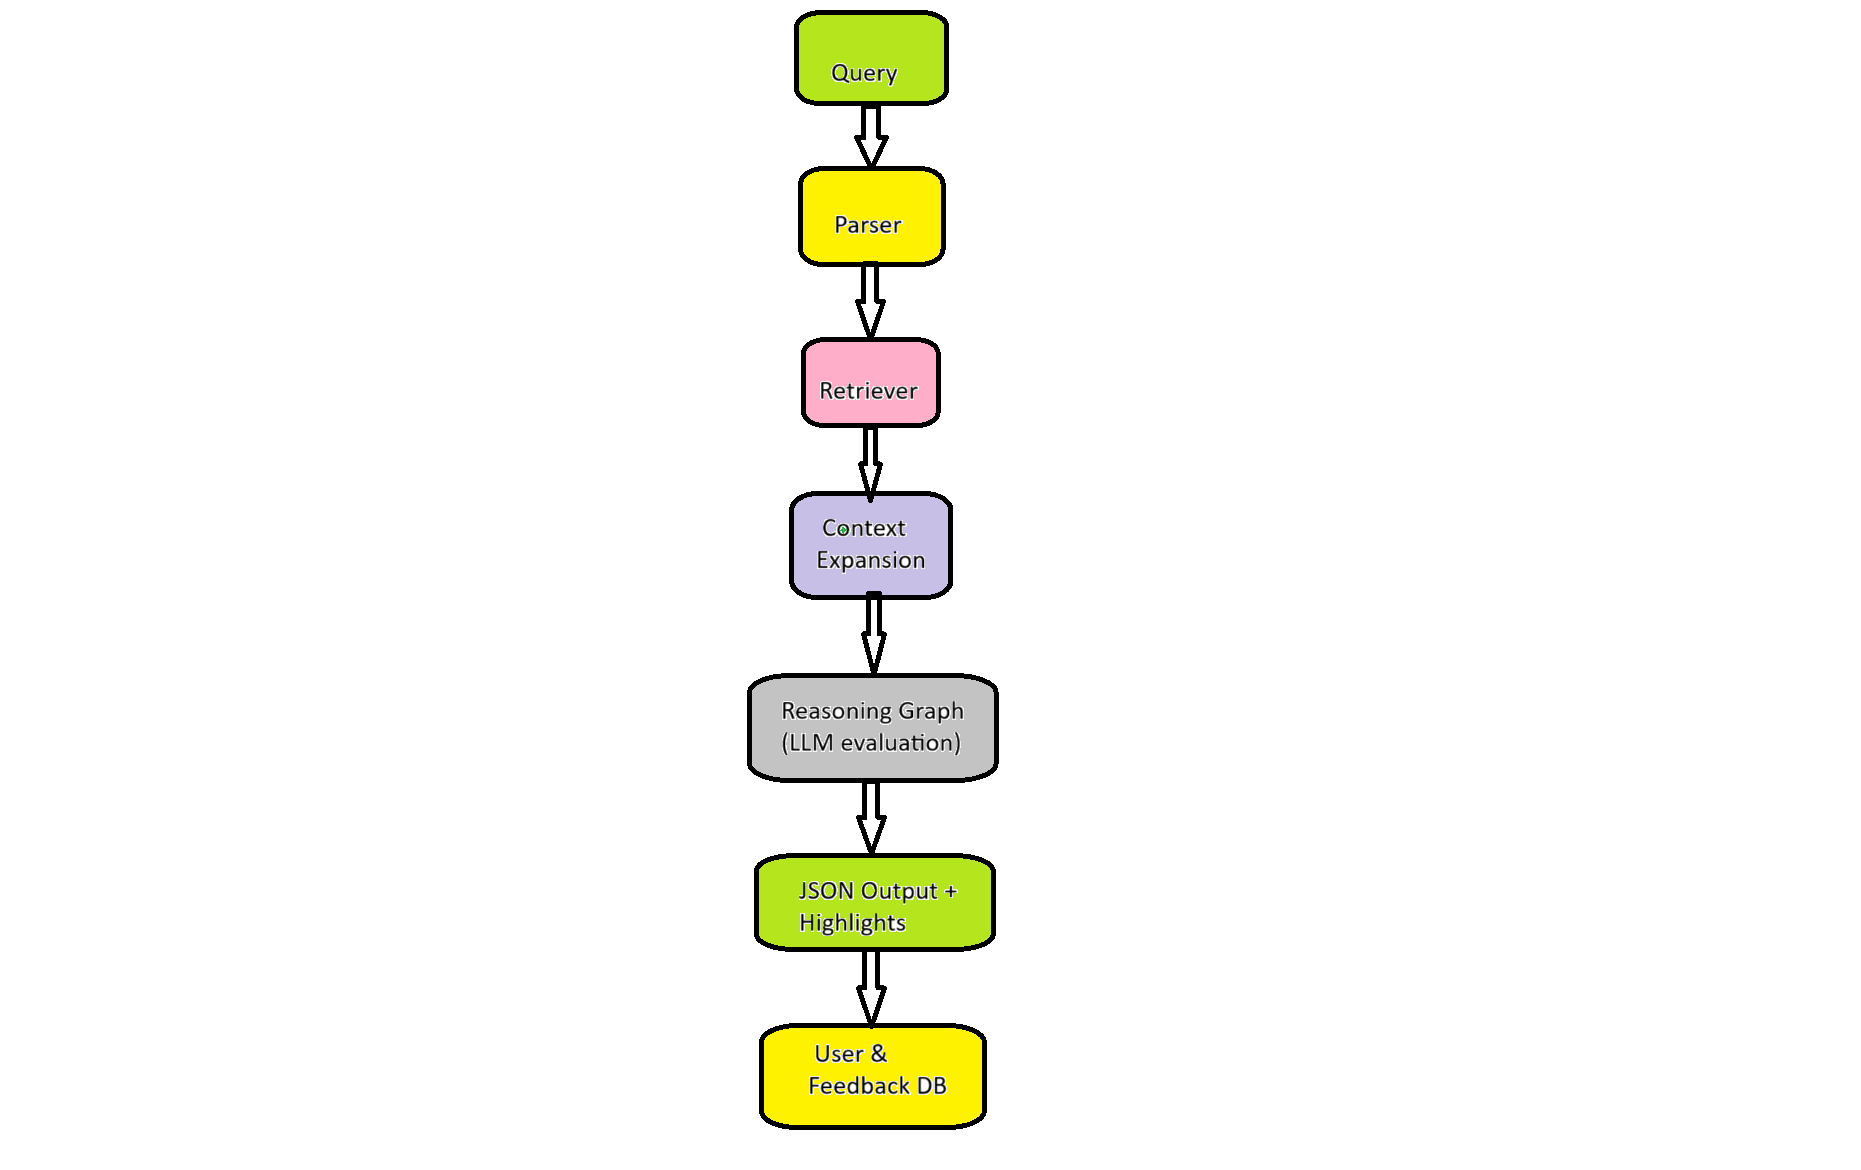 Query
Parser
Retriever
Context
Expansion
Reasoning Graph
(LLM evaluation)
JSON Output +
Highlights
User &
Feedback DB